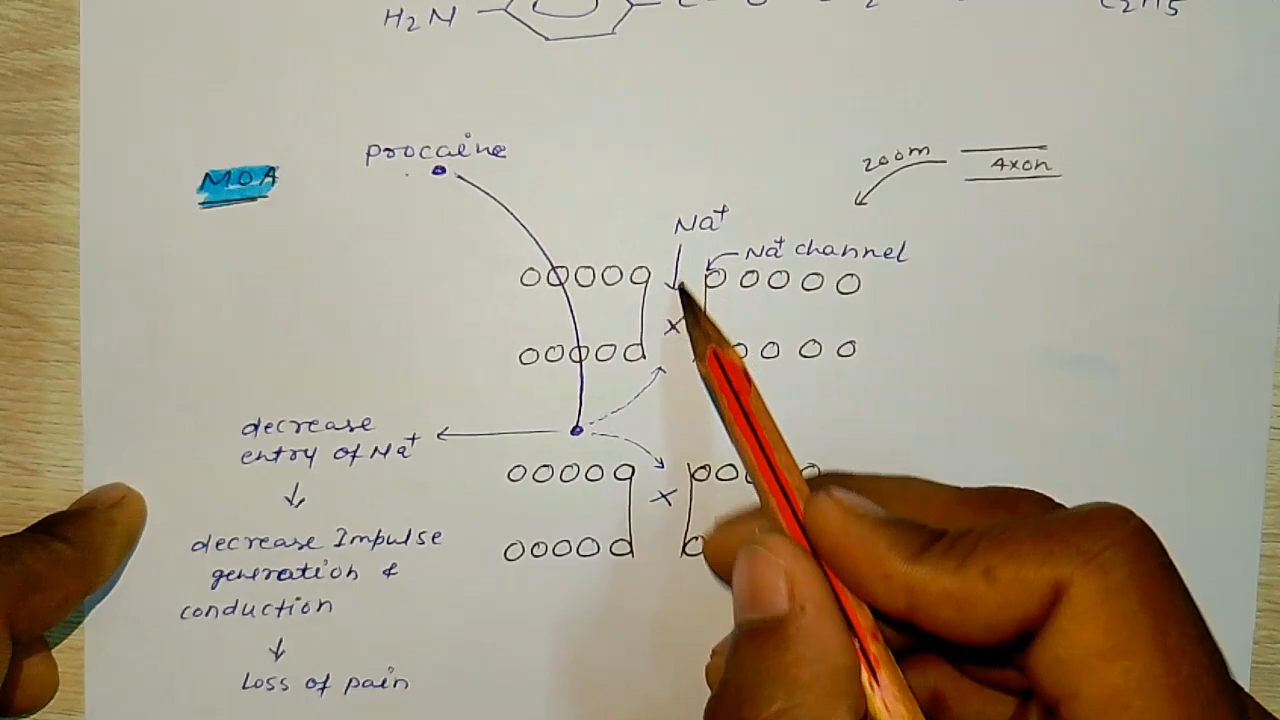 H2N
C2H5
procaine
MOA
zoom
Axon
Na+
Na+ channel
decrease
entry of Na+
decrease Impulse
generation &
conduction
Loss of pain